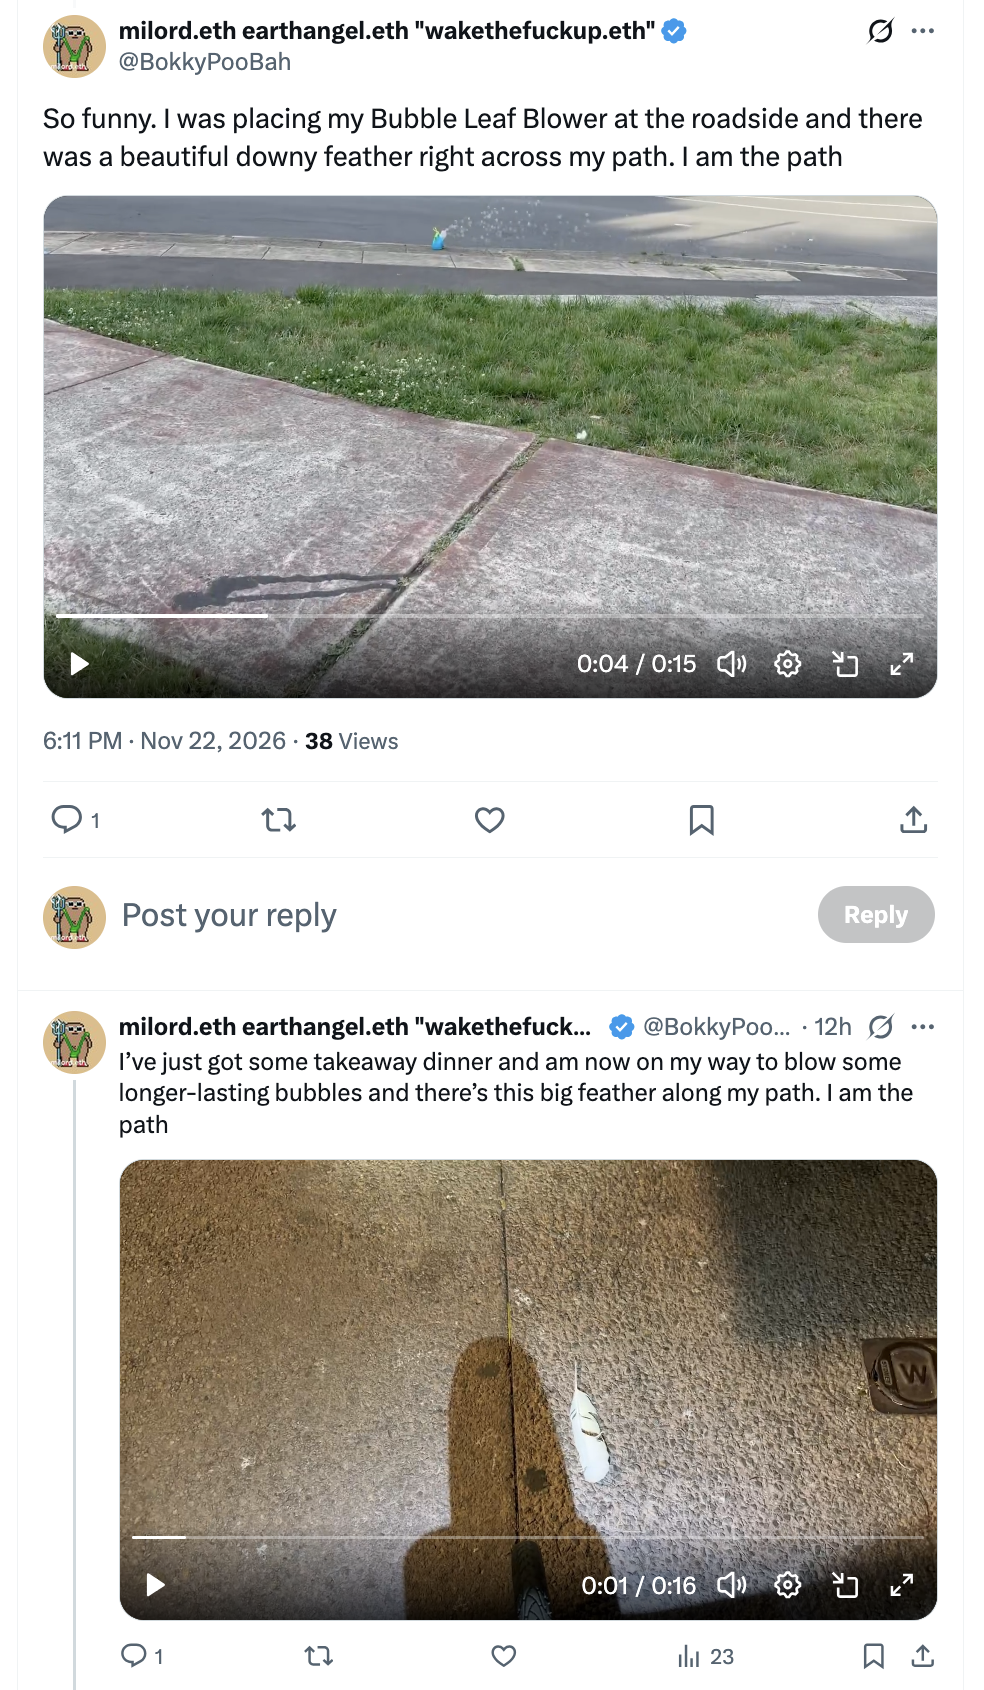 milord.eth earthangel.eth "wakethefuckup.eth"
@BokkyPooBah
So funny. I was placing my Bubble Leaf Blower at the roadside and there
was a beautiful downy feather right across my path. I am the path
0:04 / 0:15
6:11 PM · Nov 22, 2026 · 38 Views
1
Post your reply
Reply
milord.eth earthangel.eth "wakethefuck... @BokkyPoo... · 12h
I’ve just got some takeaway dinner and am now on my way to blow some
longer-lasting bubbles and there’s this big feather along my path. I am the
path
W
0:01 / 0:16
1
23